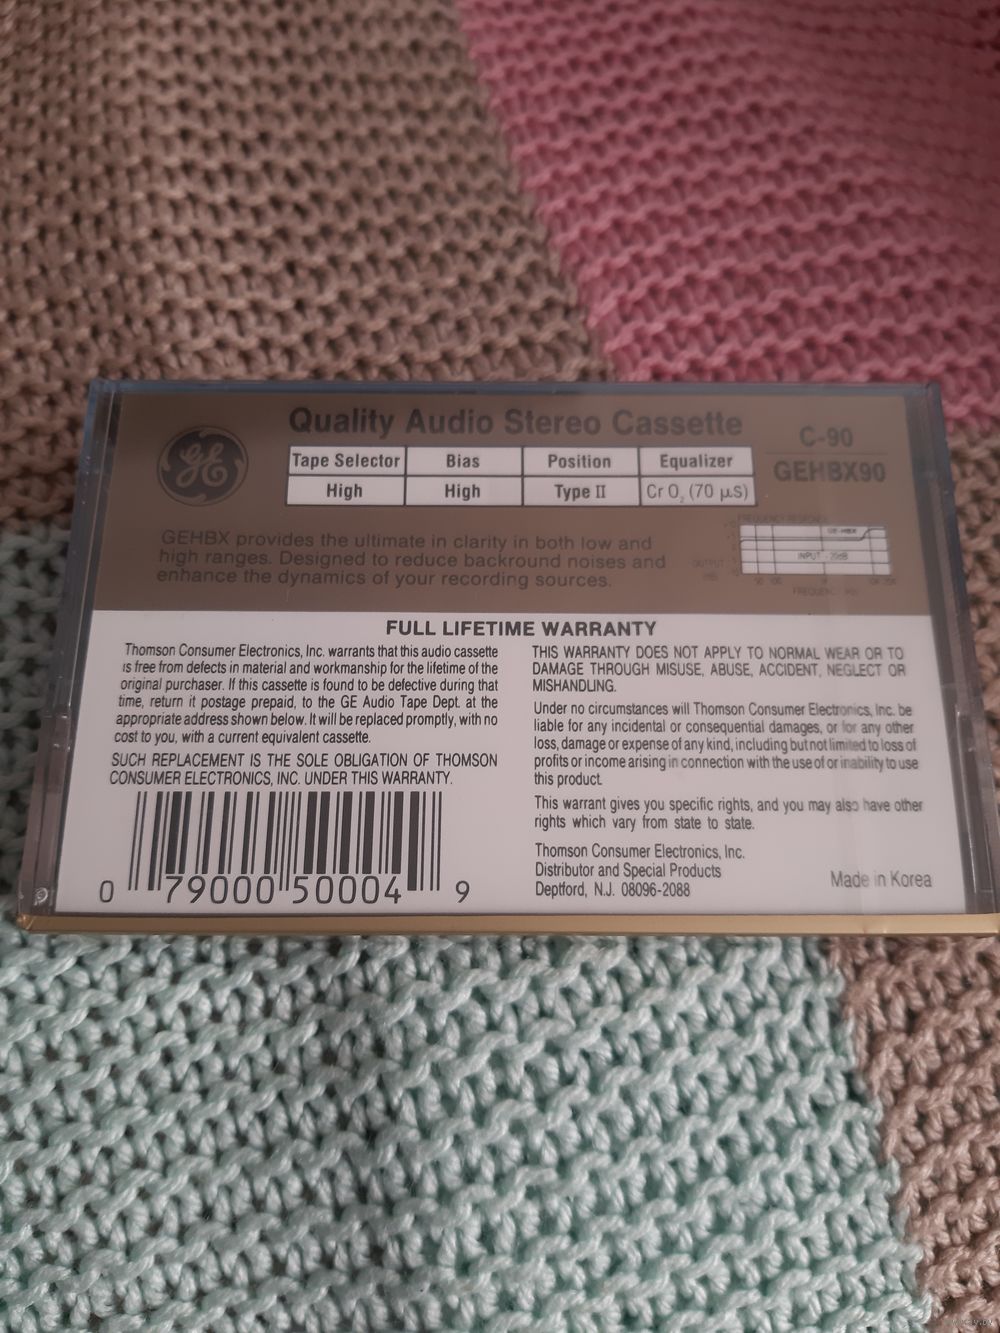 Quality Audio Stereo Cassette
C-90
GEHBX90
GE
Tape Selector Bias Position Equalizer
High High Type II Cr O2 (70 µS)
GEHBX provides the ultimate in clarity in both low and
high ranges. Designed to reduce backround noises and
enhance the dynamics of your recording sources.
FREQUENCY RESPONSE
GE-HBX
INPUT - 20dB
OUTPUT
FREQUENCY
FULL LIFETIME WARRANTY
Thomson Consumer Electronics, Inc. warrants that this audio cassette
is free from defects in material and workmanship for the lifetime of the
original purchaser. If this cassette is found to be defective during that
time, return it postage prepaid, to the GE Audio Tape Dept. at the
appropriate address shown below. It will be replaced promptly, with no
cost to you, with a current equivalent cassette.
SUCH REPLACEMENT IS THE SOLE OBLIGATION OF THOMSON
CONSUMER ELECTRONICS, INC. UNDER THIS WARRANTY.
0 79000 50004 9
THIS WARRANTY DOES NOT APPLY TO NORMAL WEAR OR TO
DAMAGE THROUGH MISUSE, ABUSE, ACCIDENT, NEGLECT OR
MISHANDLING.
Under no circumstances will Thomson Consumer Electronics, Inc. be
liable for any incidental or consequential damages, or for any other
loss, damage or expense of any kind, including but not limited to loss of
profits or income arising in connection with the use of or inability to use
this product.
This warrant gives you specific rights, and you may also have other
rights which vary from state to state.
Thomson Consumer Electronics, Inc.
Distributor and Special Products
Deptford, N.J. 08096-2088
Made in Korea